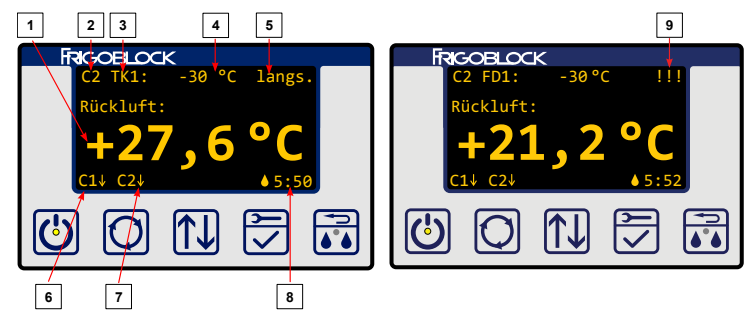 1 2 3 4 5
FRIGOBLOCK
C2 TK1: -30 °C langs.
Rückluft:
+27,6 °C
C1↓ C2↓ 5:50
6 7 8
9
FRIGOBLOCK
C2 FD1: -30 °C !!!
Rückluft:
+21,2 °C
C1↓ C2↓ 5:52